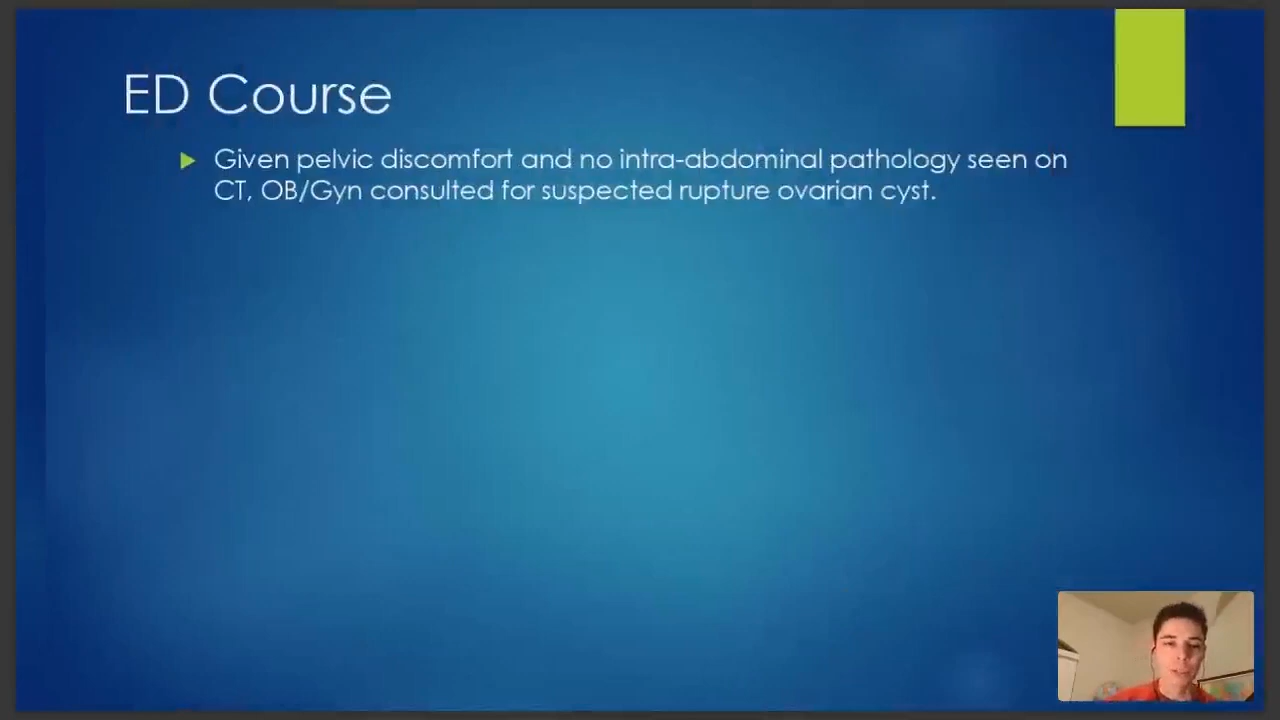 ED Course
Given pelvic discomfort and no intra-abdominal pathology seen on
CT, OB/Gyn consulted for suspected rupture ovarian cyst.